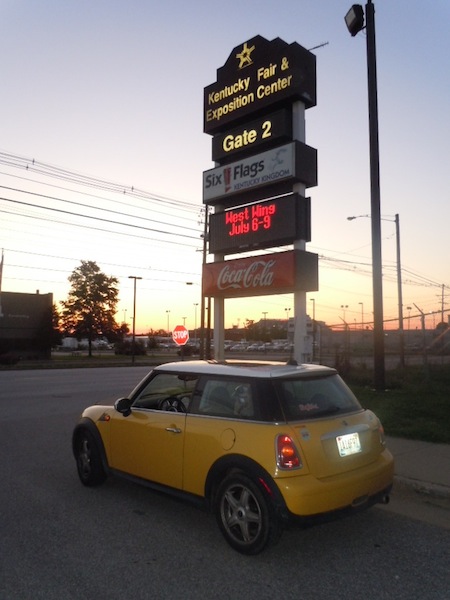 Kentucky Fair &
Exposition Center
Gate 2
Six Flags
KENTUCKY KINGDOM
West Wing
July 6-9
Coca-Cola
STOP